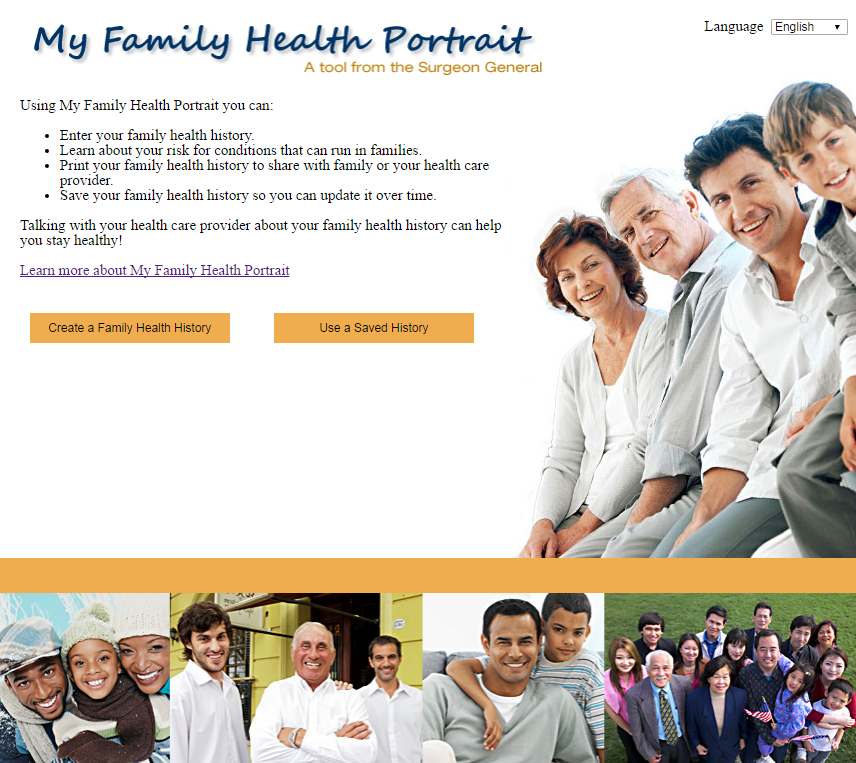 My Family Health Portrait
A tool from the Surgeon General
Language English
Using My Family Health Portrait you can:
• Enter your family health history.
• Learn about your risk for conditions that can run in families.
• Print your family health history to share with family or your health care
provider.
• Save your family health history so you can update it over time.
Talking with your health care provider about your family health history can help
you stay healthy!
Learn more about My Family Health Portrait
Create a Family Health History
Use a Saved History